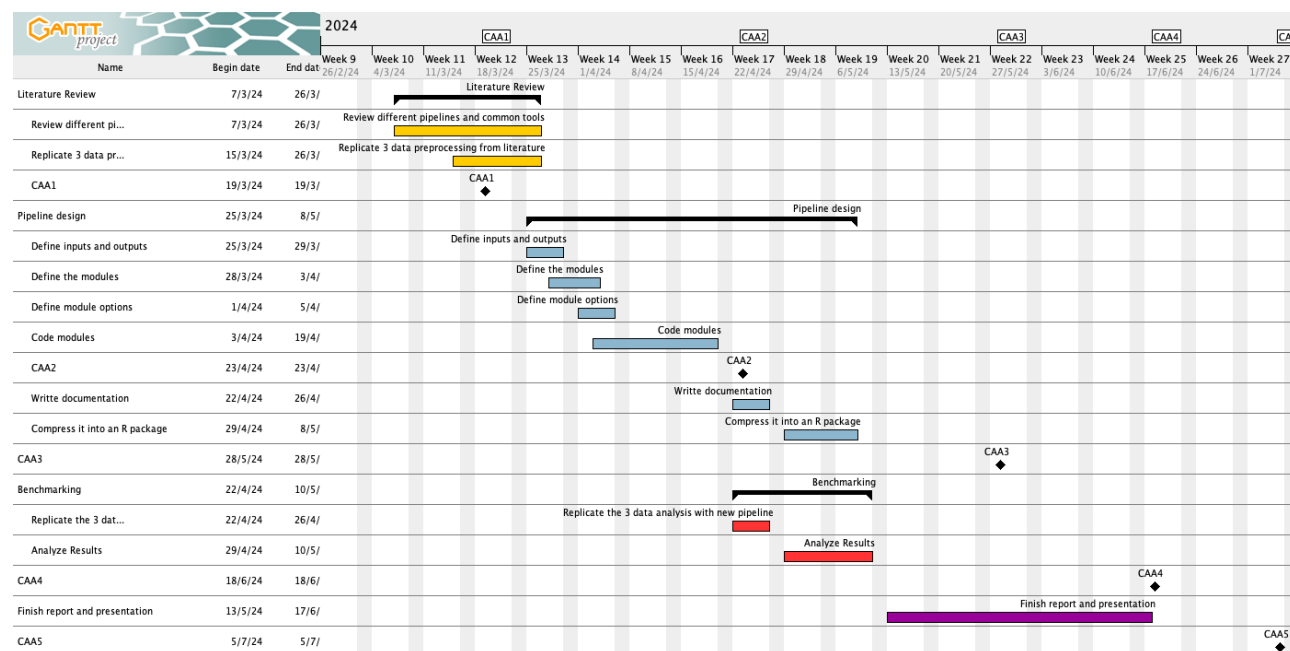 GANTT
project
2024
CAA1 CAA2 CAA3 CAA4 CA
Name Begin date End dat
Week 9 Week 10 Week 11 Week 12 Week 13 Week 14 Week 15 Week 16 Week 17 Week 18 Week 19 Week 20 Week 21 Week 22 Week 23 Week 24 Week 25 Week 26 Week 27
26/2/24 4/3/24 11/3/24 18/3/24 25/3/24 1/4/24 8/4/24 15/4/24 22/4/24 29/4/24 6/5/24 13/5/24 20/5/24 27/5/24 3/6/24 10/6/24 17/6/24 24/6/24 1/7/24
Literature Review 7/3/24 26/3/ Literature Review
Review different pi... 7/3/24 26/3/ Review different pipelines and common tools
Replicate 3 data pr... 15/3/24 26/3/ Replicate 3 data preprocessing from literature
CAA1 19/3/24 19/3/ CAA1
Pipeline design 25/3/24 8/5/ Pipeline design
Define inputs and outputs 25/3/24 29/3/ Define inputs and outputs
Define the modules 28/3/24 3/4/ Define the modules
Define module options 1/4/24 5/4/ Define module options
Code modules 3/4/24 19/4/ Code modules
CAA2 23/4/24 23/4/ CAA2
Writte documentation 22/4/24 26/4/ Writte documentation
Compress it into an R package 29/4/24 8/5/ Compress it into an R package
CAA3 28/5/24 28/5/ CAA3
Benchmarking 22/4/24 10/5/ Benchmarking
Replicate the 3 dat... 22/4/24 26/4/ Replicate the 3 data analysis with new pipeline
Analyze Results 29/4/24 10/5/ Analyze Results
CAA4 18/6/24 18/6/ CAA4
Finish report and presentation 13/5/24 17/6/ Finish report and presentation
CAA5 5/7/24 5/7/ CAA5